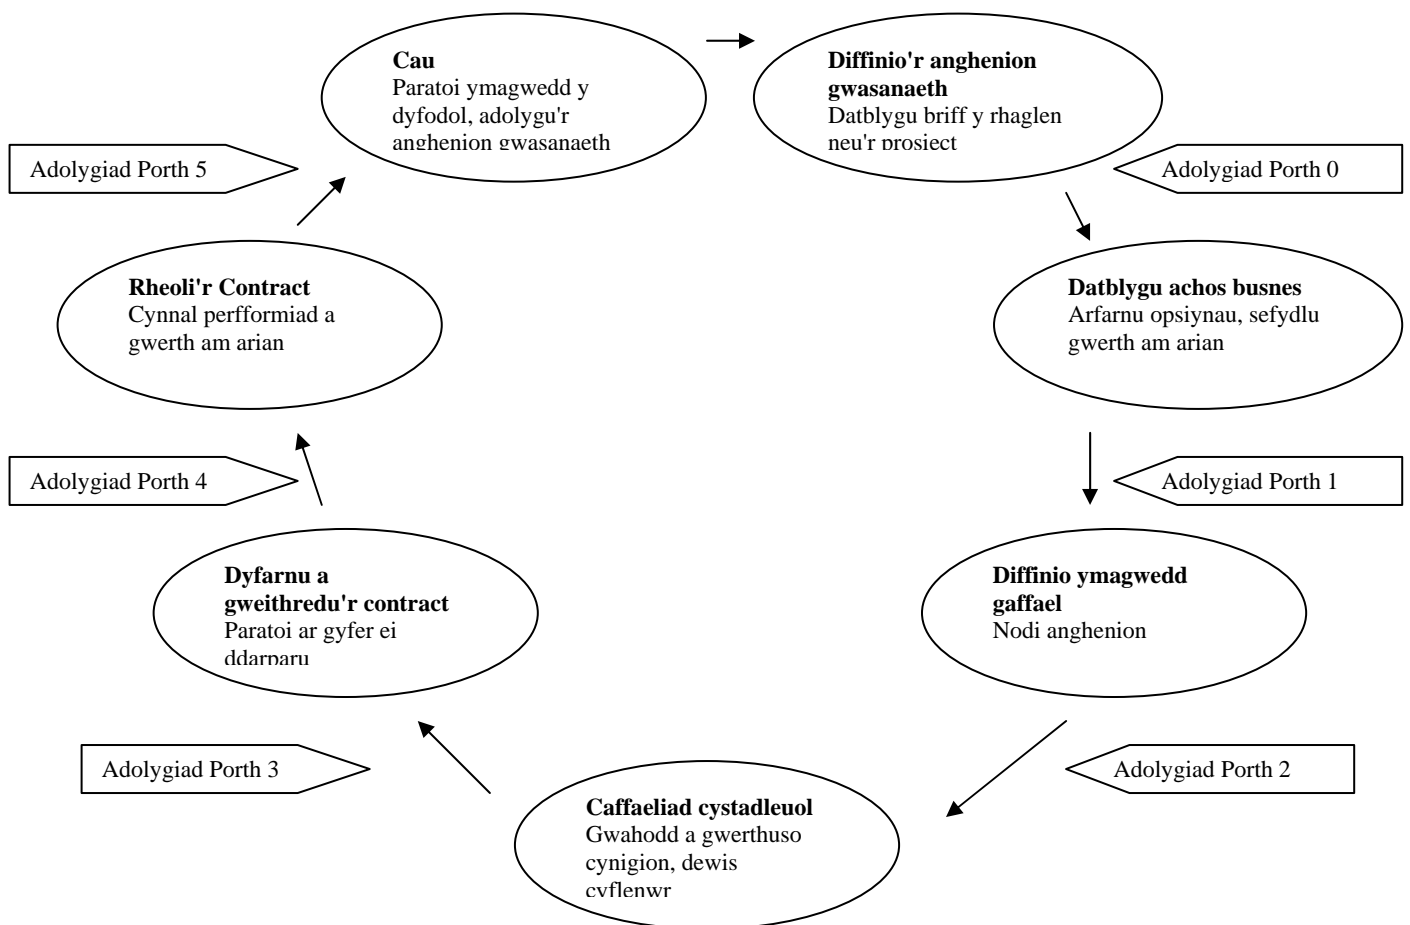 Cau
Paratoi ymagwedd y
dyfodol, adolygu'r
anghenion gwasanaeth
Diffinio'r anghenion
gwasanaeth
Datblygu briff y rhaglen
neu'r prosiect
Adolygiad Porth 5
Adolygiad Porth 0
Rheoli'r Contract
Cynnal perfformiad a
gwerth am arian
Datblygu achos busnes
Arfarnu opsiynau, sefydlu
gwerth am arian
Adolygiad Porth 4
Adolygiad Porth 1
Dyfarnu a
gweithredu'r contract
Paratoi ar gyfer ei
ddarparu
Diffinio ymagwedd
gaffael
Nodi anghenion
Adolygiad Porth 3
Adolygiad Porth 2
Caffaeliad cystadleuol
Gwahodd a gwerthuso
cynigion, dewis
cyflenwr